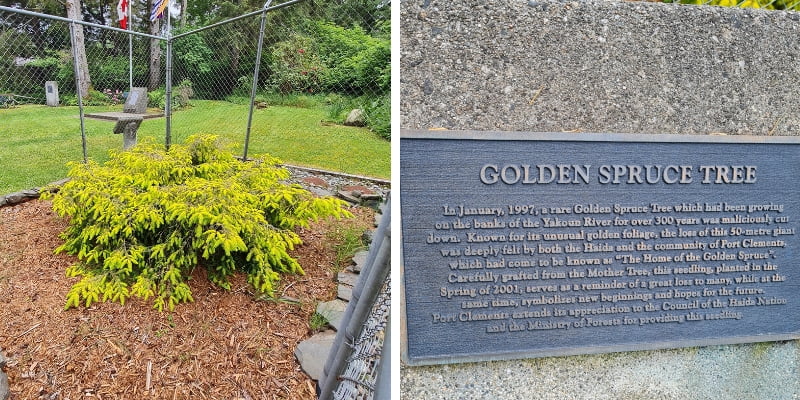 GOLDEN SPRUCE TREE
In January, 1997, a rare Golden Spruce Tree which had been growing
on the banks of the Yakoun River for over 300 years was maliciously cut
down. Known for its unusual golden foliage, the loss of this 50-metre giant
was deeply felt by both the Haida and the community of Port Clements,
which had come to be known as "The Home of the Golden Spruce".
Carefully grafted from the Mother Tree, this seedling, planted in the
Spring of 2001, serves as a reminder of a great loss to many, while at the
same time, symbolizes new beginnings and hopes for the future.
Port Clements extends its appreciation to the Council of the Haida Nation
and the Ministry of Forests for providing this seedling.